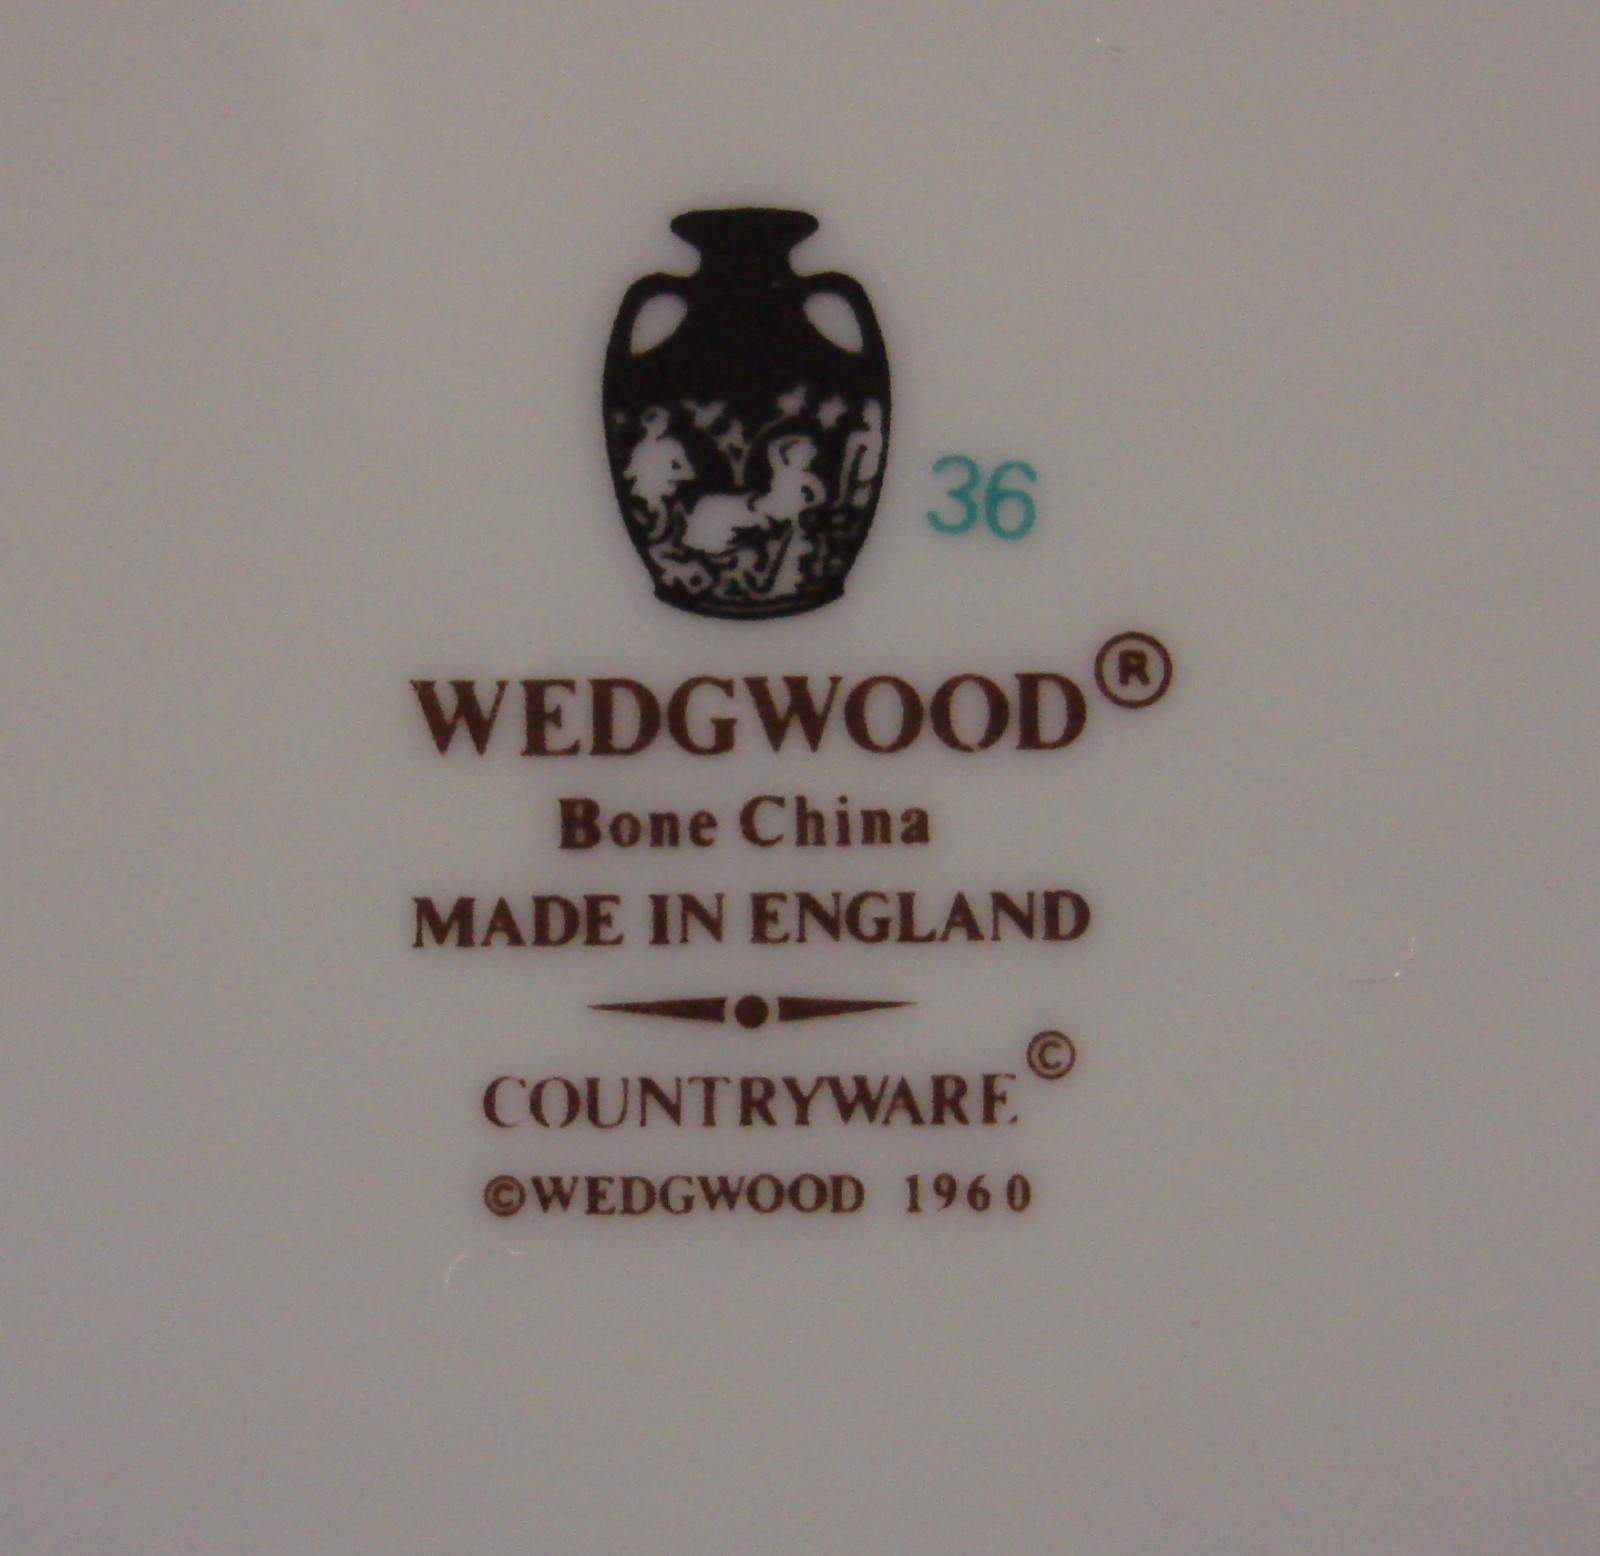 36
WEDGWOOD®
Bone China
MADE IN ENGLAND
COUNTRYWARE©
©WEDGWOOD 1960